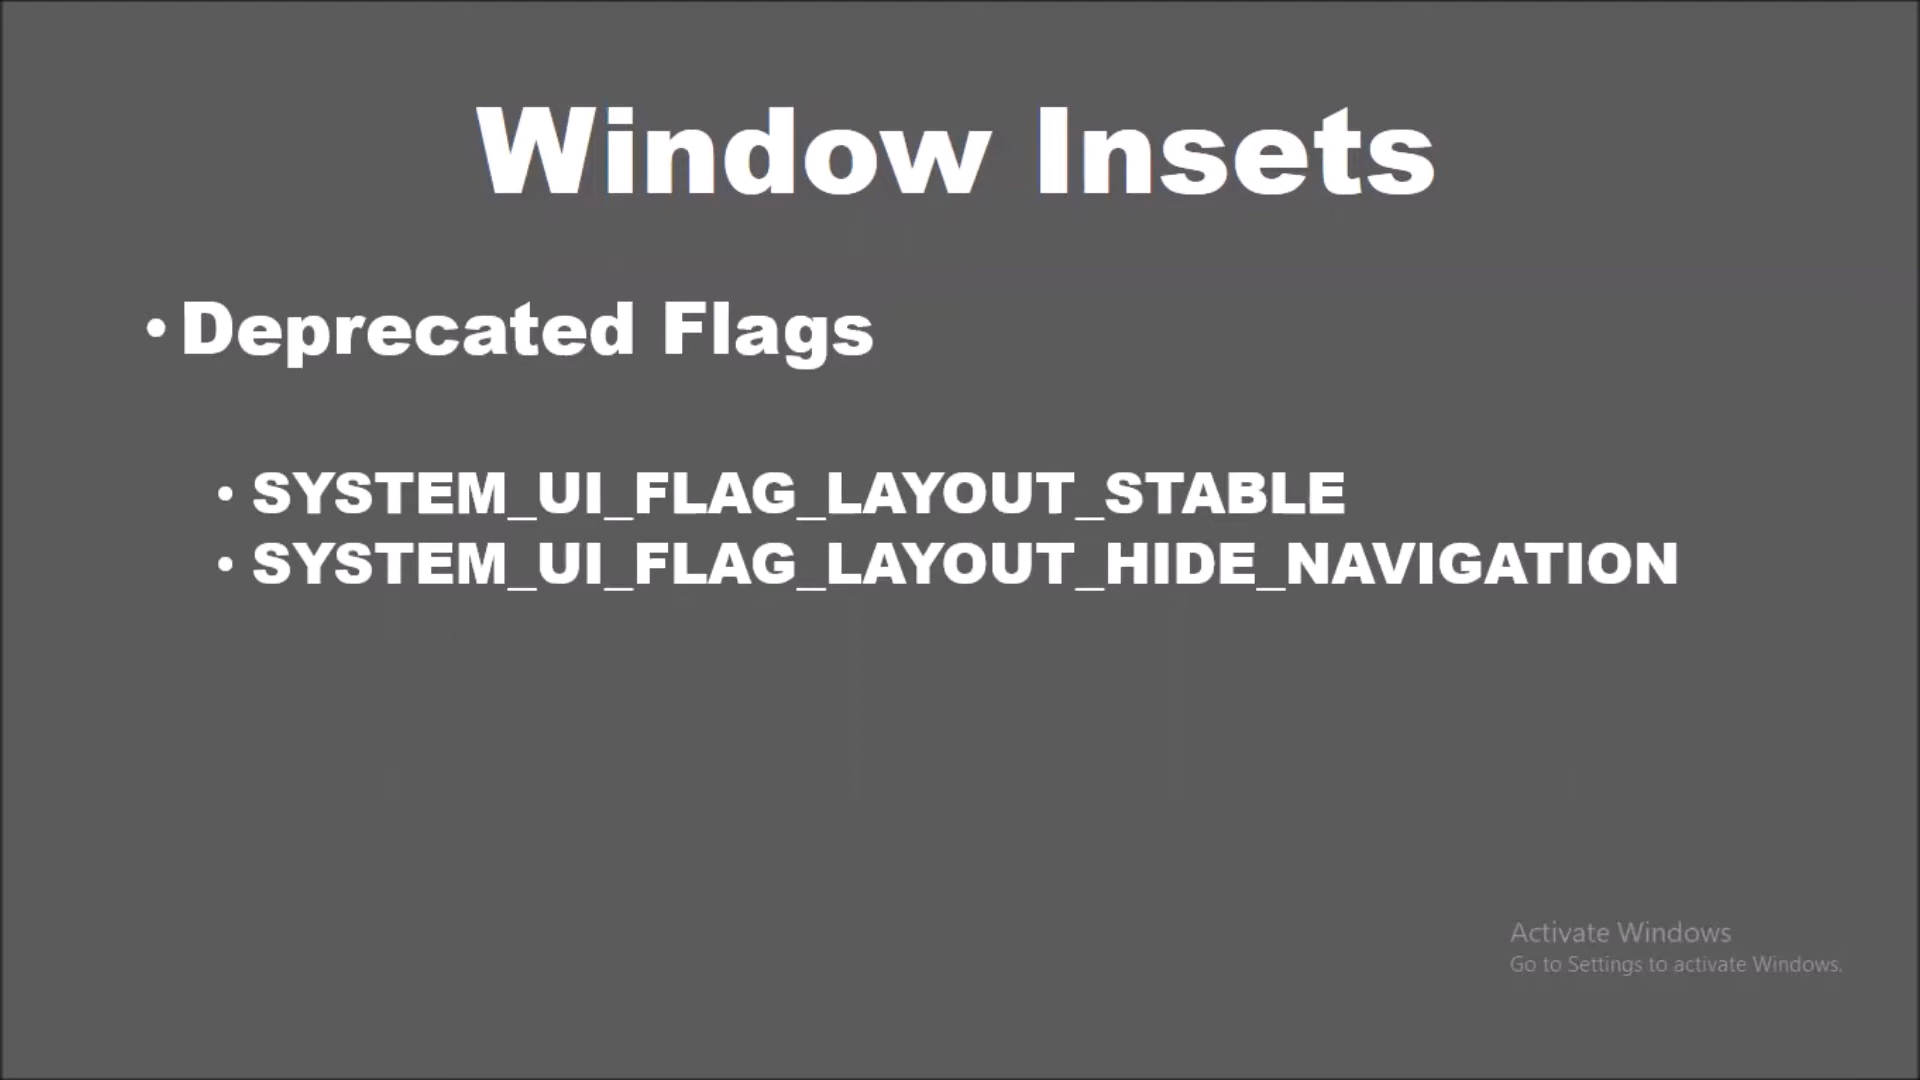 Window Insets
• Deprecated Flags
• SYSTEM_UI_FLAG_LAYOUT_STABLE
• SYSTEM_UI_FLAG_LAYOUT_HIDE_NAVIGATION
Activate Windows
Go to Settings to activate Windows.